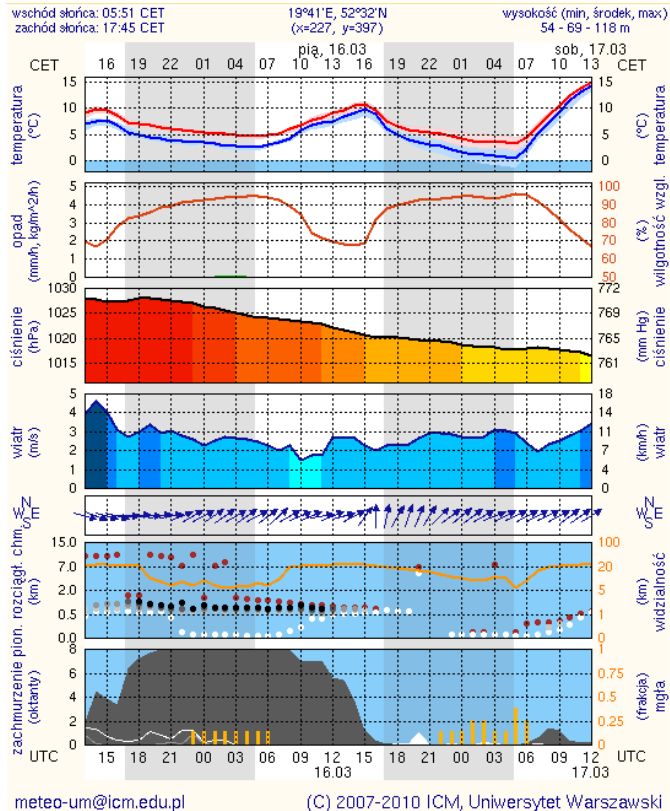 wschód słońca: 05:51 CET 19°41'E, 52°32'N wysokość (min, środek, max)
zachód słońca: 17:45 CET (x=227, y=397) 54 - 69 - 118 m
pią, 16.03 sob, 17.03
CET 16 19 22 01 04 07 10 13 16 19 22 01 04 07 10 13 CET
temperatura (°C) 15 10 5 0 15 10 5 0 temperatura (°C)
opad (mm/h, kg/m^2/h) 5 4 3 2 1 0 100 90 80 70 60 50 (%) wilgotność wzgl.
ciśnienie (hPa) 1030 1025 1020 1015 772 769 765 761 (mm Hg) ciśnienie
wiatr (m/s) 5 4 3 2 1 0 18 14 11 7 4 0 (km/h) wiatr
N W E S N W E S
pion. rozciągł. chm. (km) 15.0 7.0 2.0 0.5 0.0 100 20 5 1 0 (km) widzialność
zachmurzenie (oktanty) 8 6 4 2 0 1 0.75 0.5 0.25 0 (frakcja) mgła
UTC 15 18 21 00 03 06 09 12 15 18 21 00 03 06 09 12 UTC
16.03 17.03
meteo-um@icm.edu.pl (C) 2007-2010 ICM, Uniwersytet Warszawski